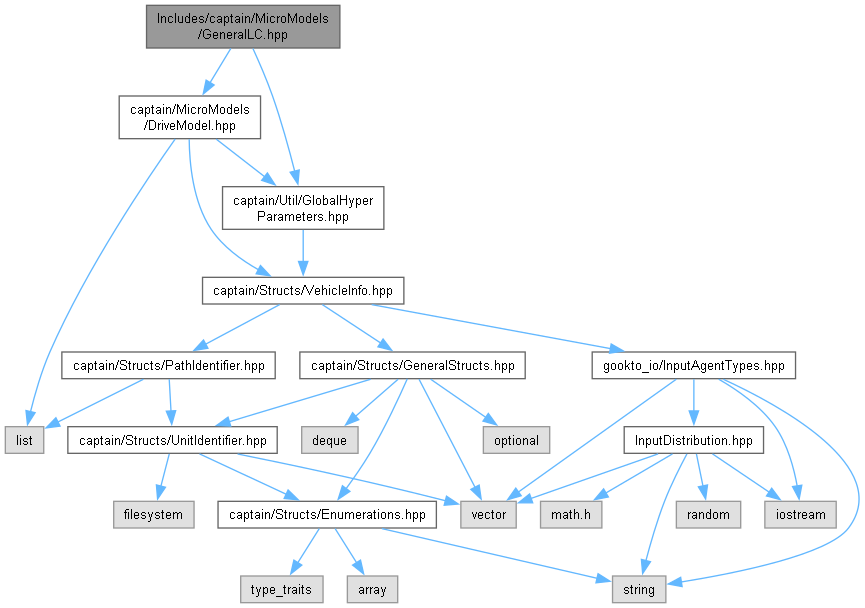 Includes/captain/MicroModels
/GeneralLC.hpp
captain/MicroModels
/DriveModel.hpp
captain/Util/GlobalHyper
Parameters.hpp
captain/Structs/VehicleInfo.hpp
captain/Structs/PathIdentifier.hpp
captain/Structs/GeneralStructs.hpp
gookto_io/InputAgentTypes.hpp
list
captain/Structs/UnitIdentifier.hpp
deque
optional
InputDistribution.hpp
filesystem
captain/Structs/Enumerations.hpp
vector
math.h
random
iostream
type_traits
array
string